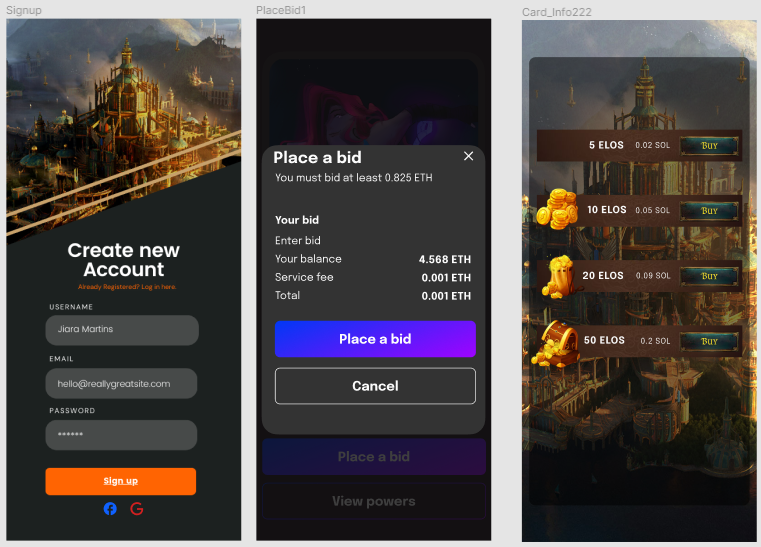 Signup
Create new
Account
Already Registered? Log in here.
USERNAME
Jiara Martins
EMAIL
hello@reallygreatsite.com
PASSWORD
******
Sign up
PlaceBid1
Place a bid
You must bid at least 0.825 ETH
Your bid
Enter bid
Your balance 4.568 ETH
Service fee 0.001 ETH
Total 0.001 ETH
Place a bid
Cancel
Place a bid
View powers
Card_Info222
5 ELOS 0.02 SOL Buy
10 ELOS 0.05 SOL Buy
20 ELOS 0.09 SOL Buy
50 ELOS 0.2 SOL Buy